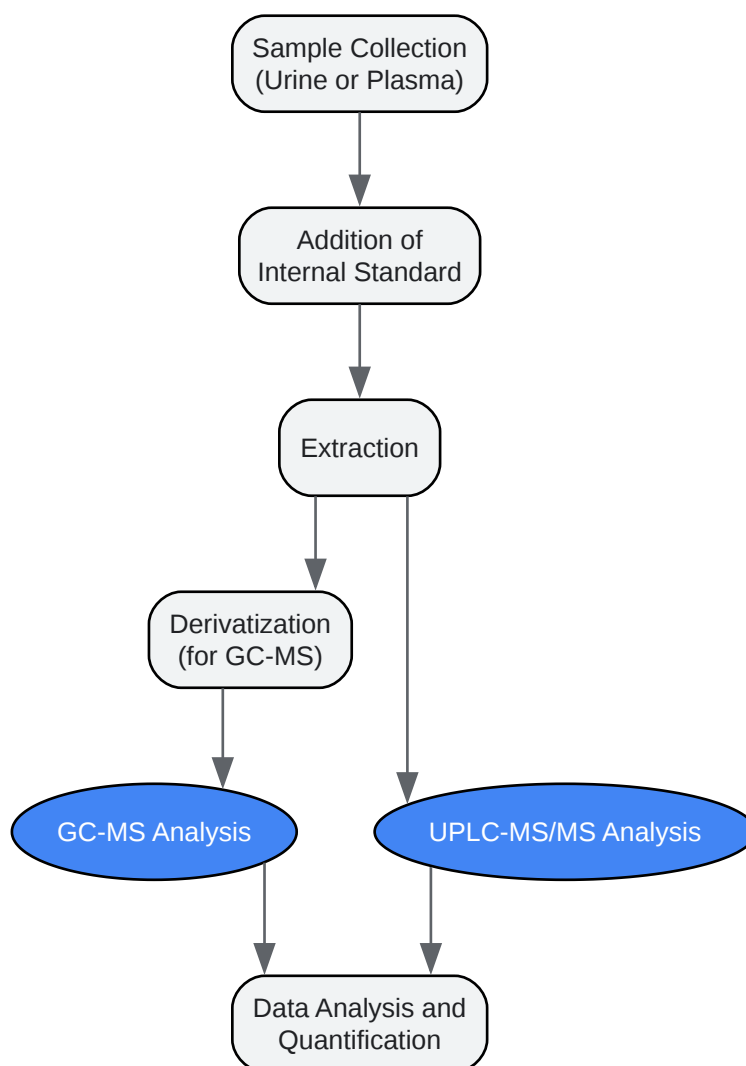 Sample Collection
(Urine or Plasma)
Addition of
Internal Standard
Extraction
Derivatization
(for GC-MS)
GC-MS Analysis
UPLC-MS/MS Analysis
Data Analysis and
Quantification